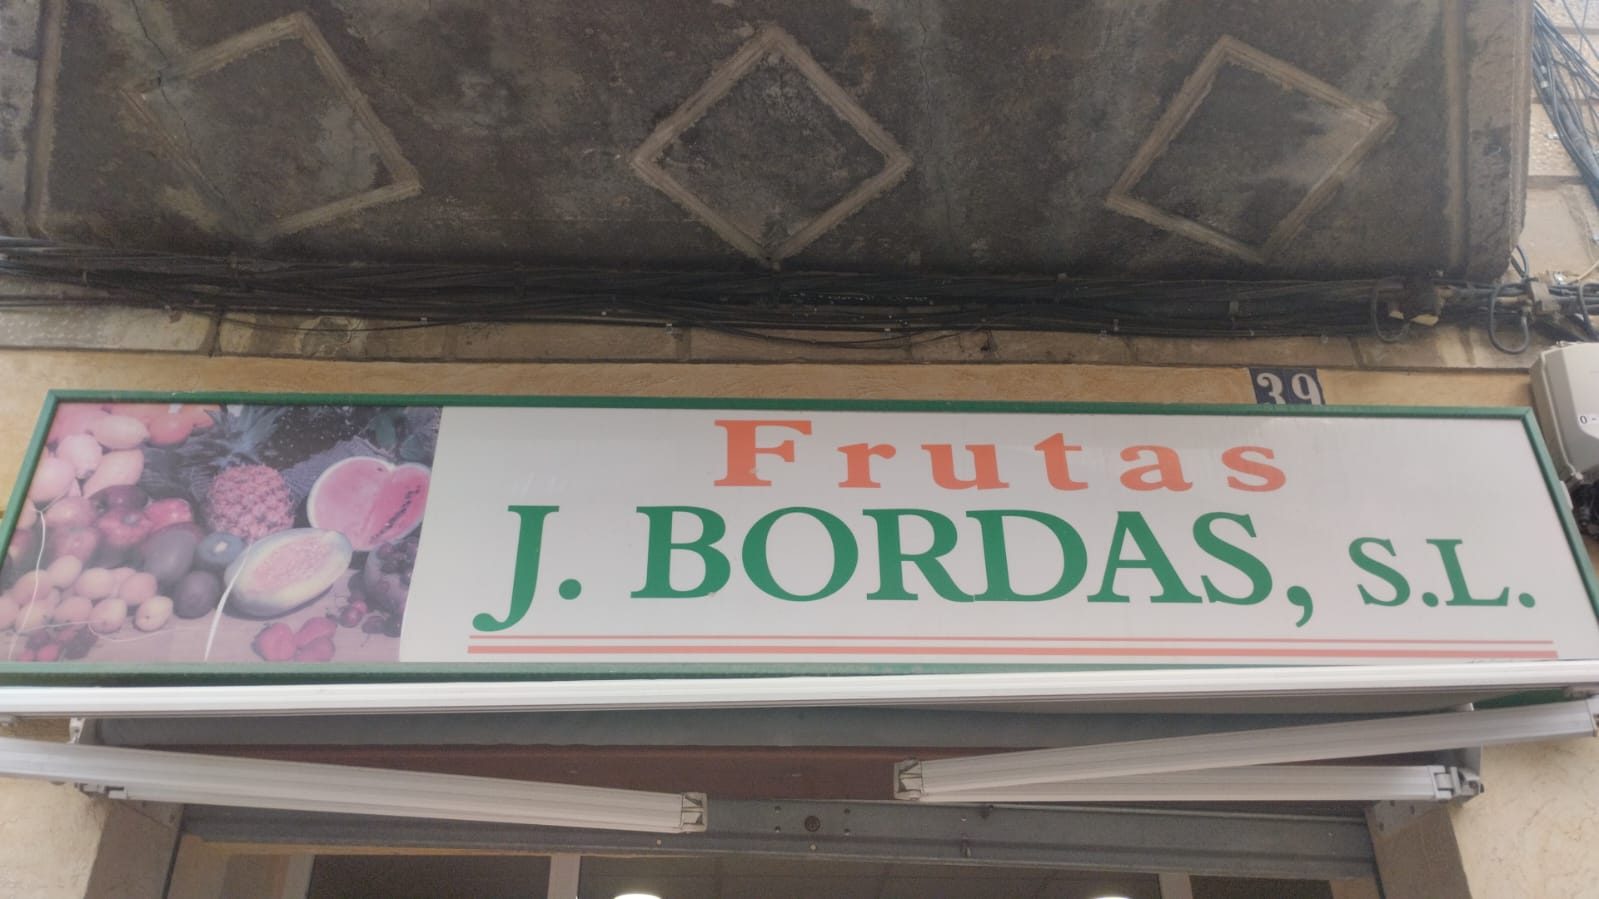 39
Frutas
J. BORDAS, S.L.